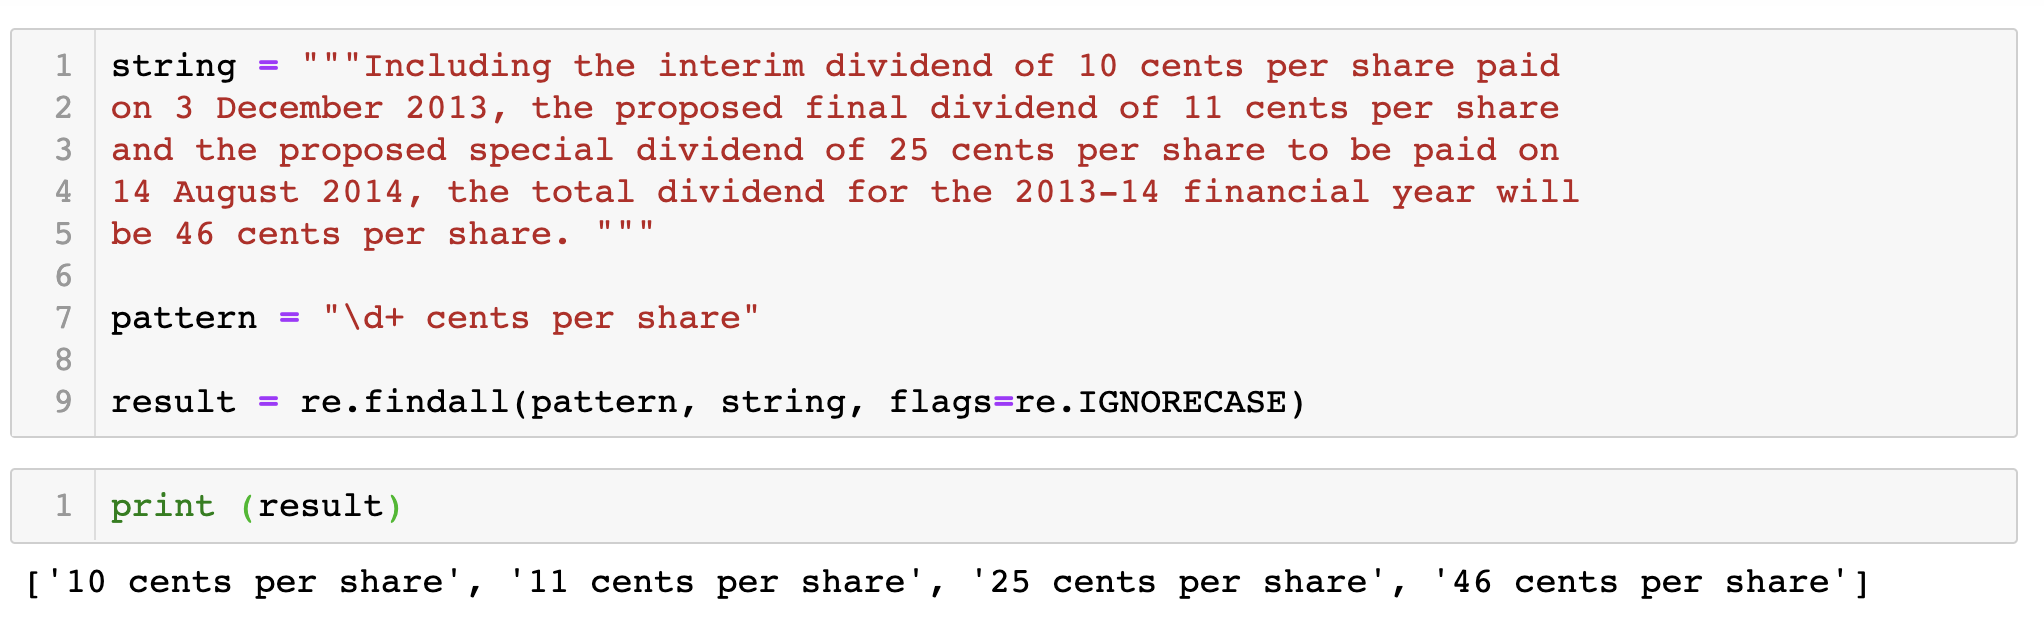 1 string = """Including the interim dividend of 10 cents per share paid
2 on 3 December 2013, the proposed final dividend of 11 cents per share
3 and the proposed special dividend of 25 cents per share to be paid on
4 14 August 2014, the total dividend for the 2013-14 financial year will
5 be 46 cents per share. """
6
7 pattern = "\d+ cents per share"
8
9 result = re.findall(pattern, string, flags=re.IGNORECASE)
1 print (result)
['10 cents per share', '11 cents per share', '25 cents per share', '46 cents per share']